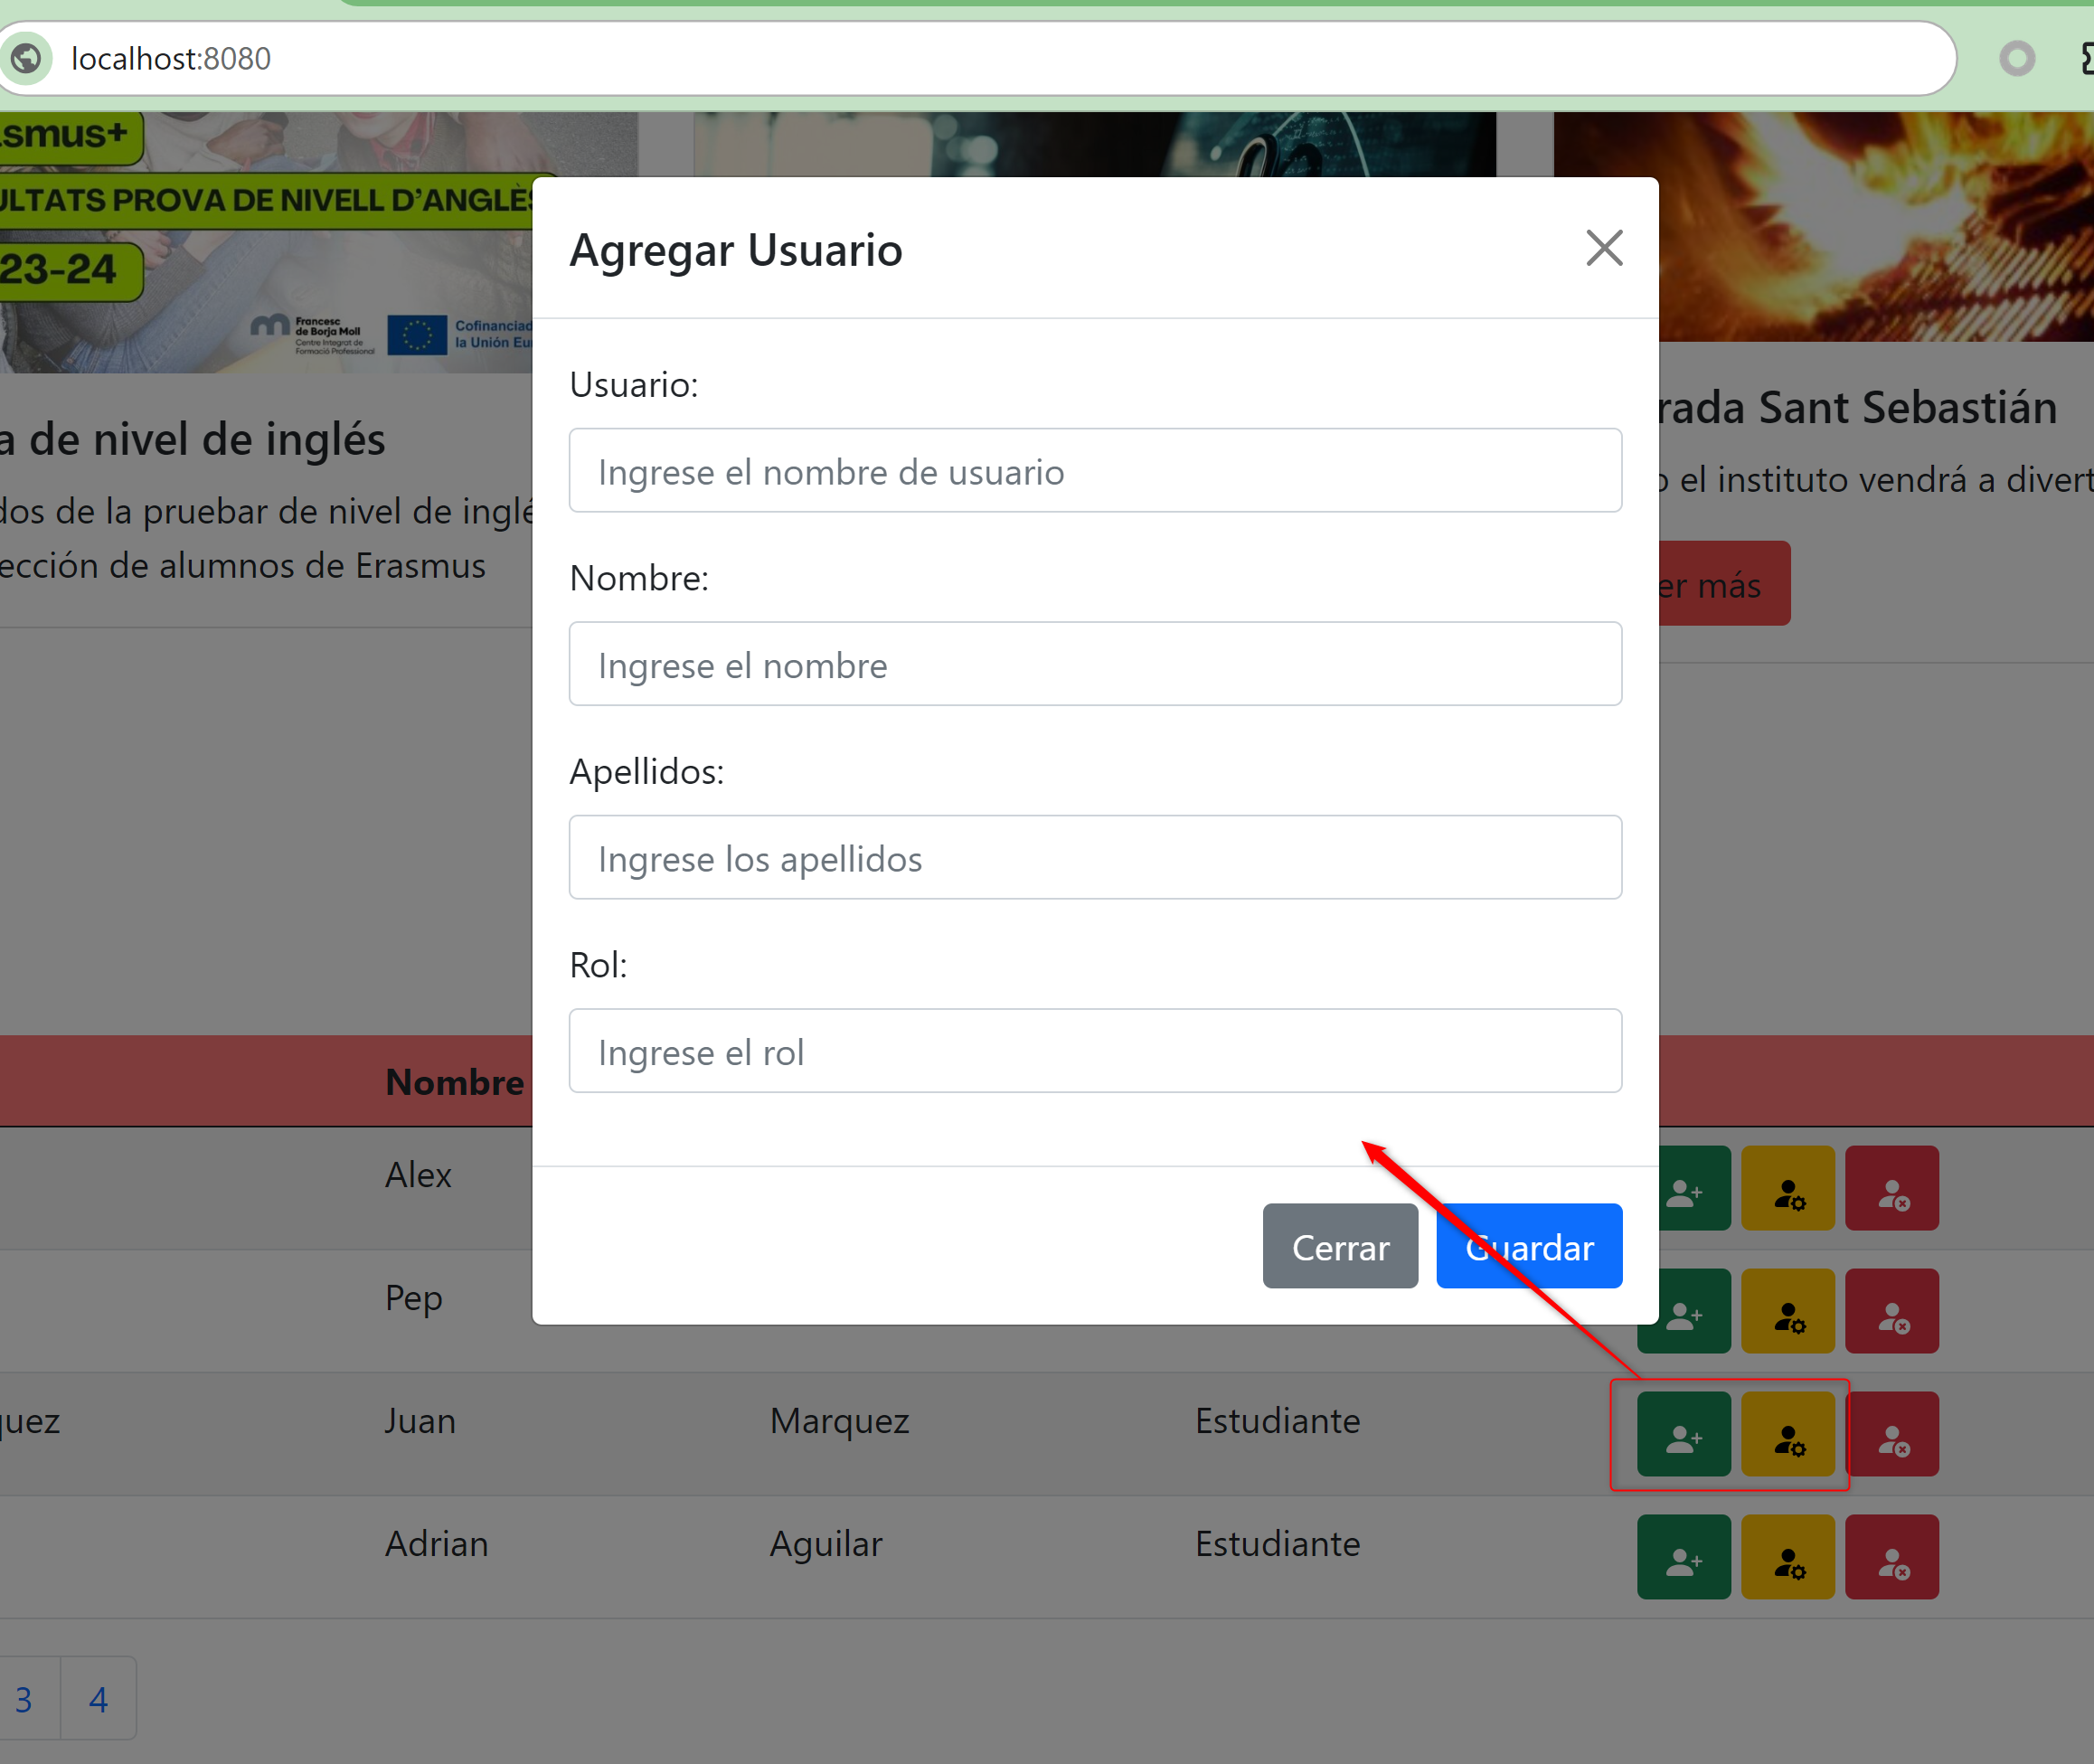 localhost:8080
smus+
ULTATS PROVA DE NIVELL D'ANGLÈS
23-24
Francesc
de Borja Moll
Centre Integrat de
Formació Professional
Cofinanciad
la Unión Eu
a de nivel de inglés
dos de la pruebar de nivel de inglé
ección de alumnos de Erasmus
Agregar Usuario
Usuario:
Ingrese el nombre de usuario
Nombre:
Ingrese el nombre
Apellidos:
Ingrese los apellidos
Rol:
Ingrese el rol
Cerrar
Guardar
rada Sant Sebastián
o el instituto vendrá a divert
er más
Nombre
Alex
Pep
quez Juan Marquez Estudiante
Adrian Aguilar Estudiante
3 4